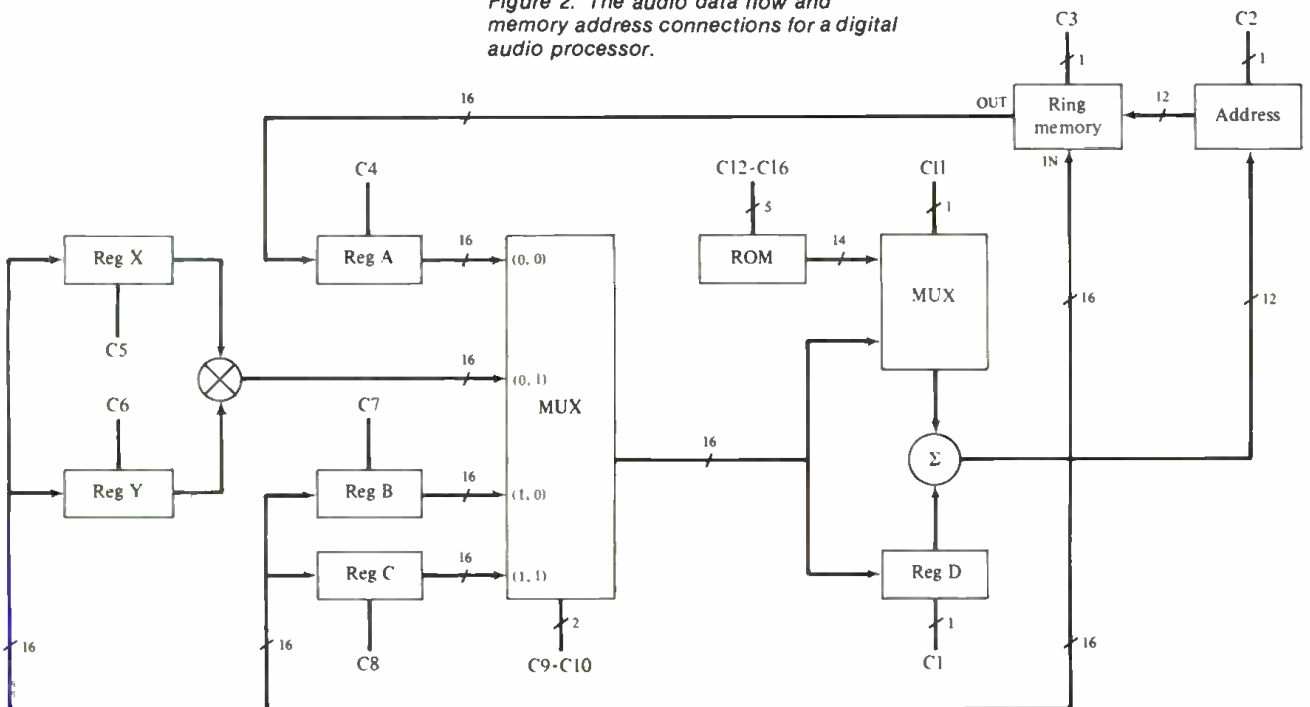 Figure 2. The audio data flow and
memory address connections for a digital
audio processor.
C3
C2
1
1
16
OUT
Ring
memory
12
Address
IN
C4
C12-C16
C11
5
1
Reg X
Reg A
16
(0, 0)
ROM
14
MUX
C5
16
12
16
(0, 1)
MUX
C6
C7
16
Σ
Reg Y
Reg B
16
(1, 0)
Reg C
16
(1, 1)
Reg D
16
16
2
1
16
C8
C9-C10
C1